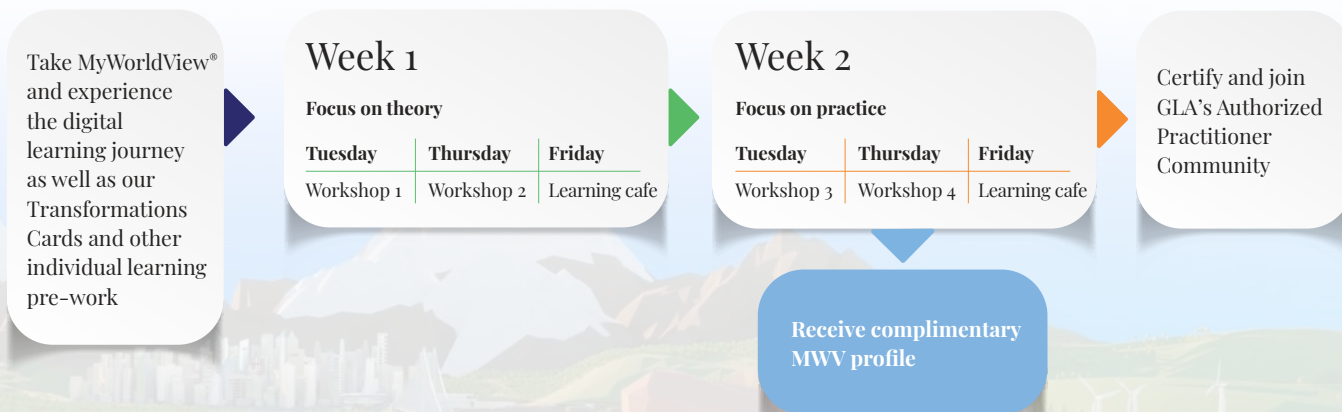 Take MyWorldView®
and experience
the digital
learning journey
as well as our
Transformations
Cards and other
individual learning
pre-work
Week 1
Focus on theory
Tuesday Thursday Friday
Workshop 1 Workshop 2 Learning cafe
Week 2
Focus on practice
Tuesday Thursday Friday
Workshop 3 Workshop 4 Learning cafe
Receive complimentary
MWV profile
Certify and join
GLA’s Authorized
Practitioner
Community